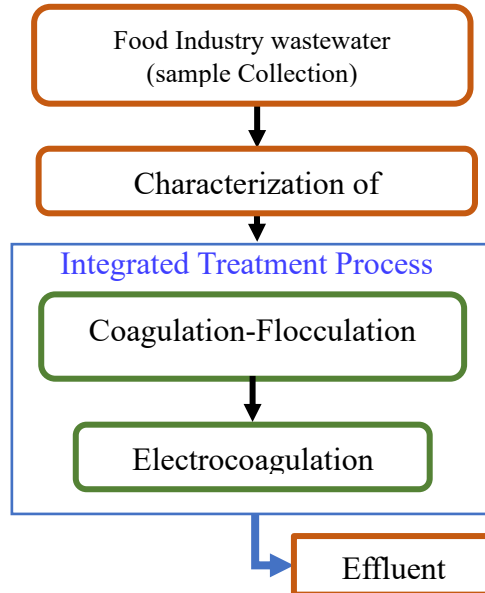 Food Industry wastewater
(sample Collection)
Characterization of
Integrated Treatment Process
Coagulation-Flocculation
Electrocoagulation
Effluent